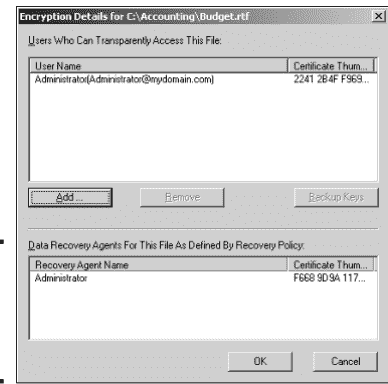 Encryption Details for C:\Accounting\Budget.rtf
Users Who Can Transparently Access This File:
User Name Certificate Thum...
Administrator(Administrator@mydomain.com) 2241 2B4F F969...
Add... Remove Backup Keys
Data Recovery Agents For This File As Defined By Recovery Policy:
Recovery Agent Name Certificate Thum...
Administrator F668 9D9A 117...
OK Cancel